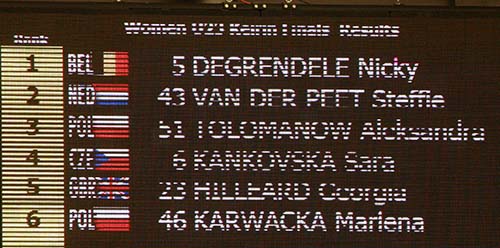 Women U23 Keirin Finals Results
Rank
1 BEL 5 DEGRENDELE Nicky
2 NED 43 VAN DER PEET Steffie
3 POL 51 TOLOMANOW Aleksandra
4 CZE 6 KANKOVSKA Sara
5 GBR 23 HILLEARD Georgia
6 POL 46 KARWACKA Marlena